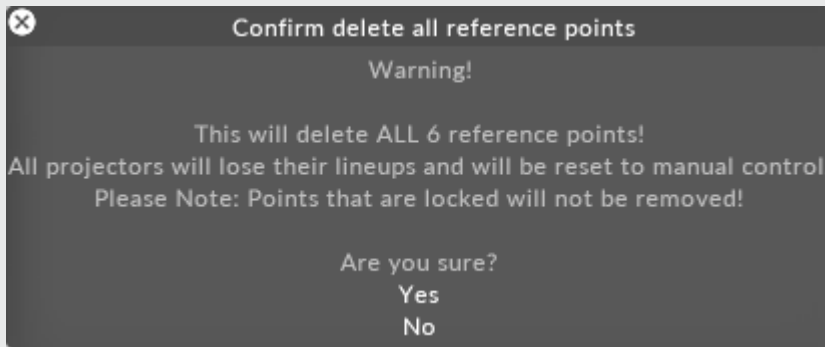 Confirm delete all reference points
Warning!
This will delete ALL 6 reference points!
All projectors will lose their lineups and will be reset to manual control
Please Note: Points that are locked will not be removed!
Are you sure?
Yes
No